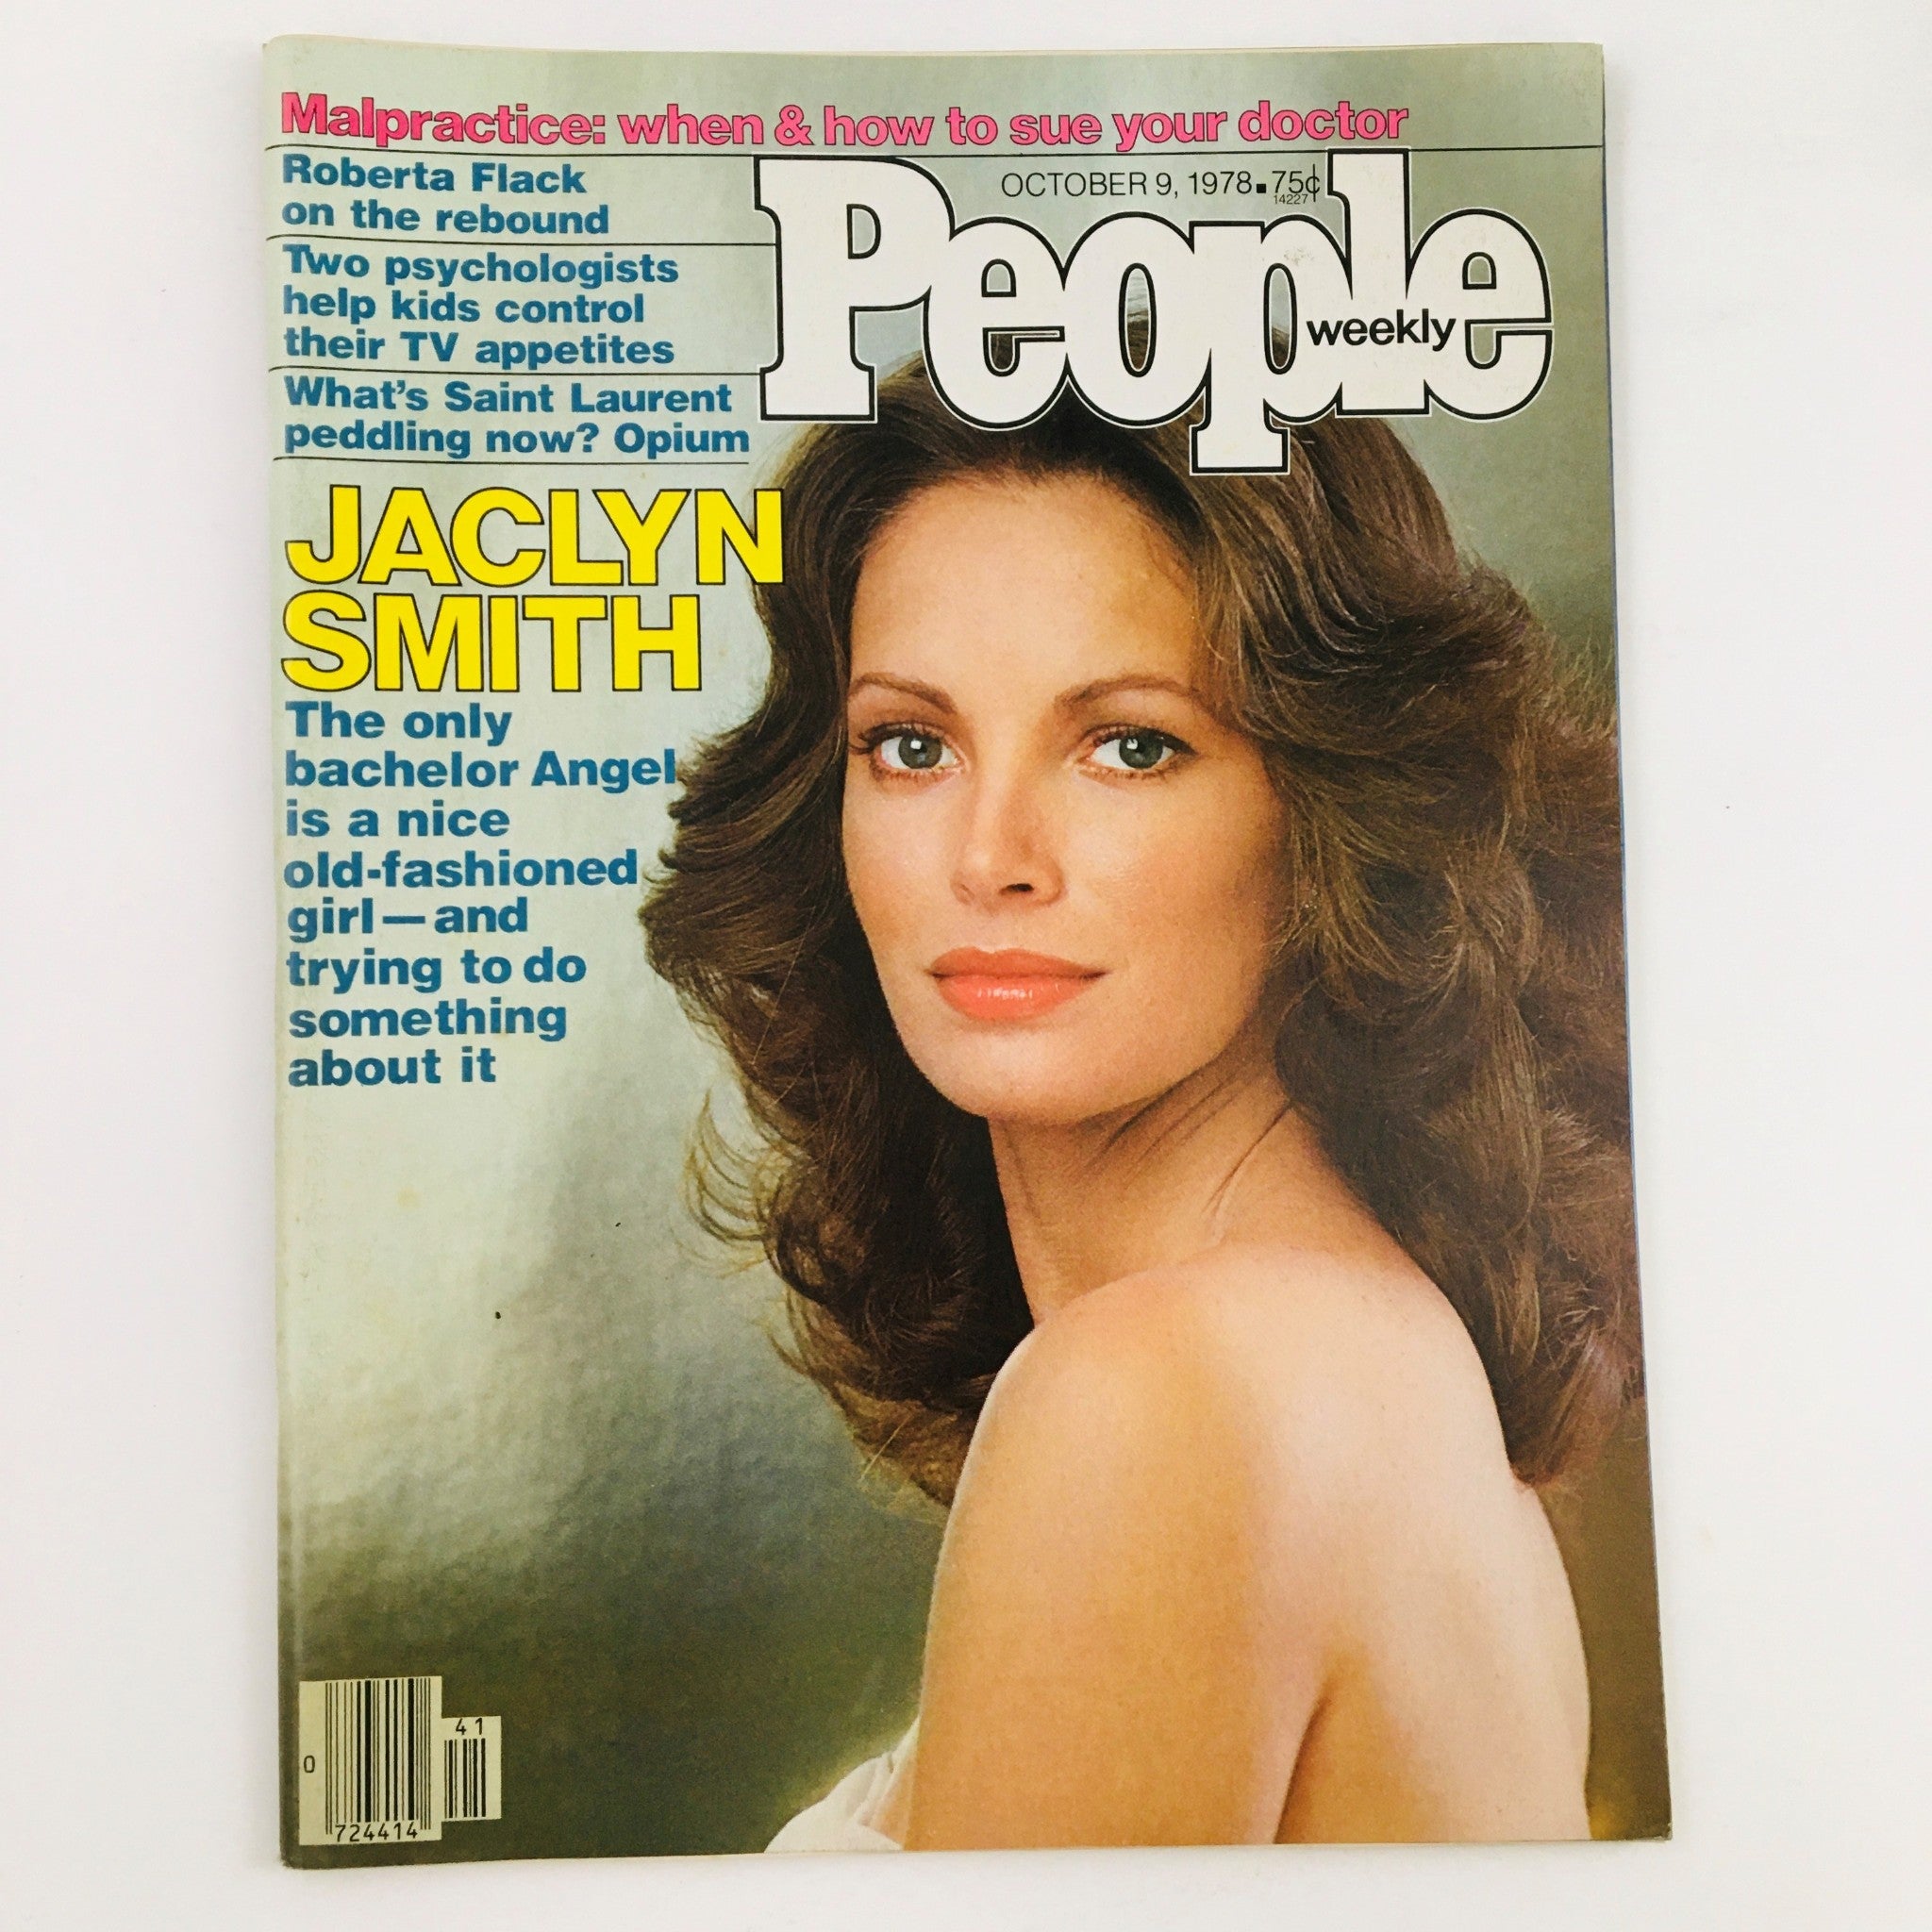 Malpractice: when & how to sue your doctor
Roberta Flack
on the rebound
Two psychologists
help kids control
their TV appetites
What's Saint Laurent
peddling now? Opium
OCTOBER 9, 1978 ▪ 75¢
14227
People
weekly
JACLYN
SMITH
The only
bachelor Angel
is a nice
old-fashioned
girl—and
trying to do
something
about it
41
0
724414